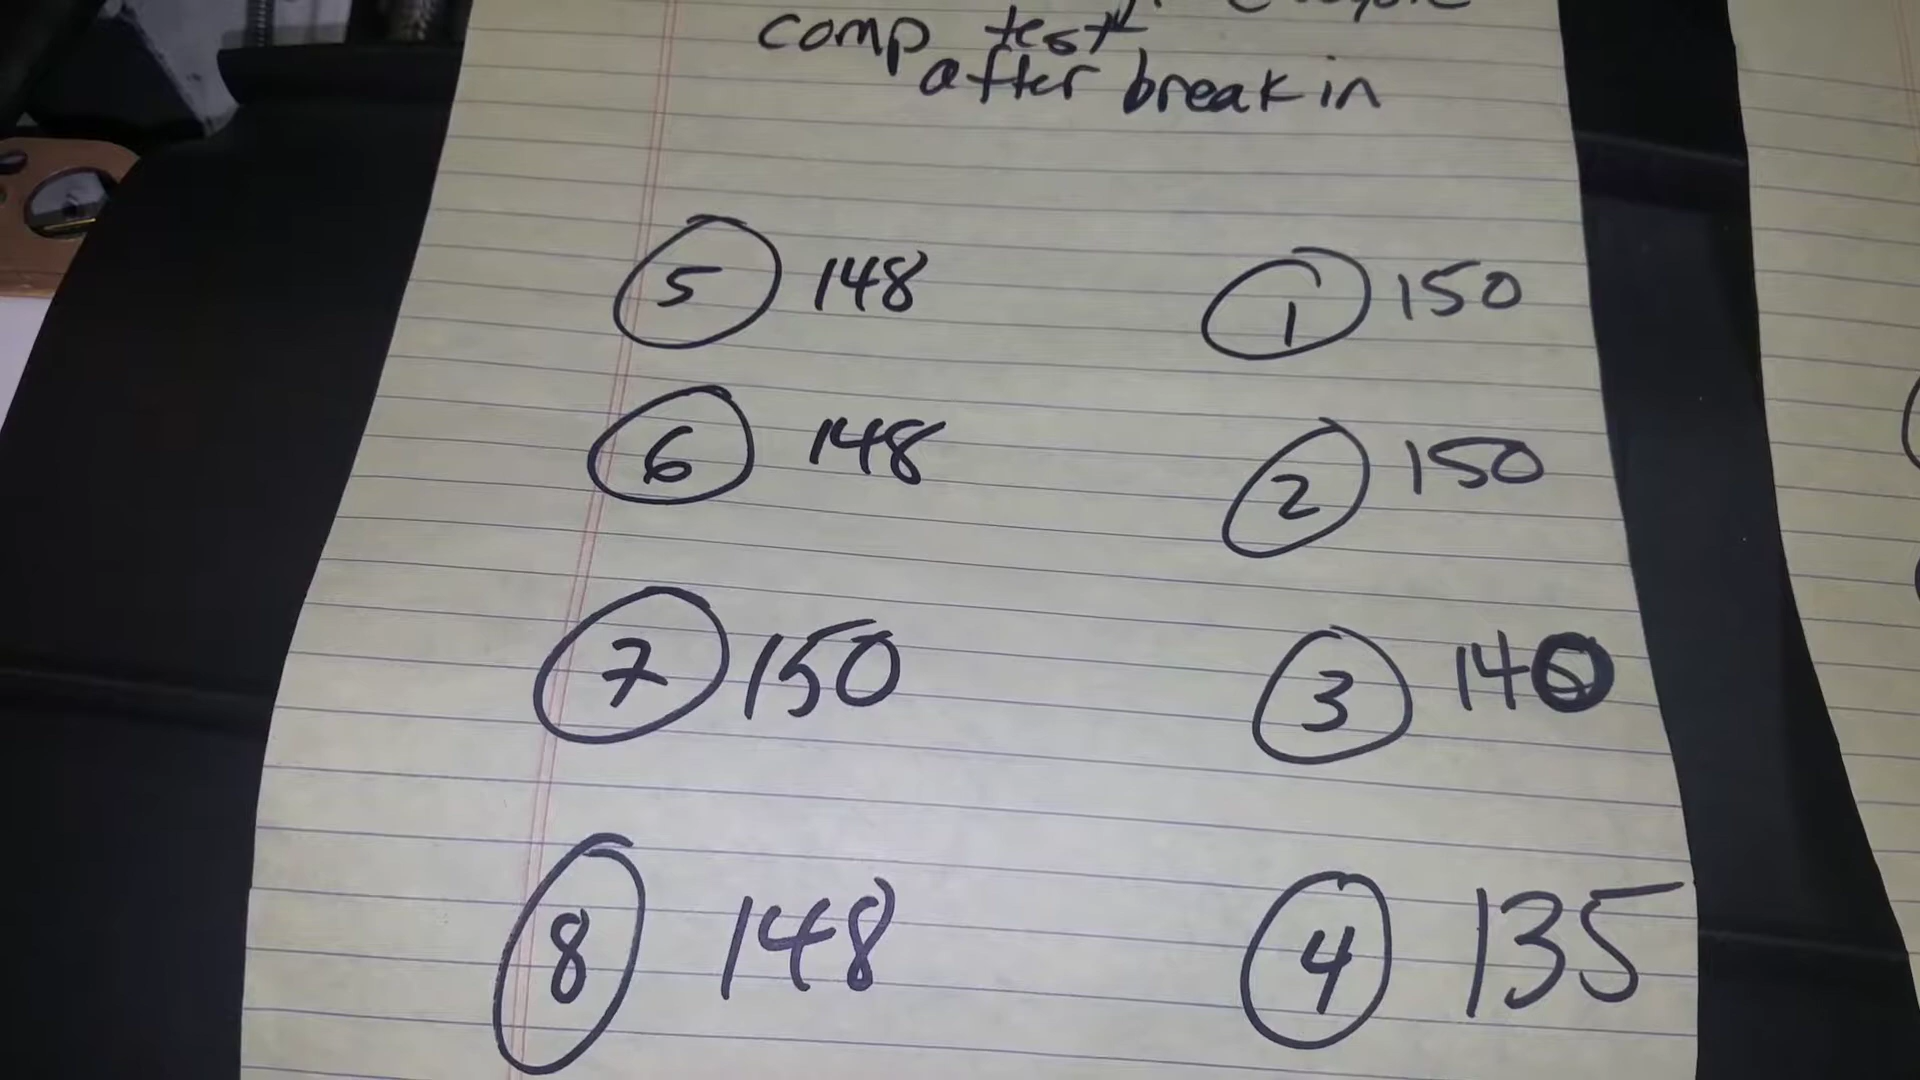 comp test
after break in
5 148 1 150
6 148 2 150
7 150 3 140
8 148 4 135